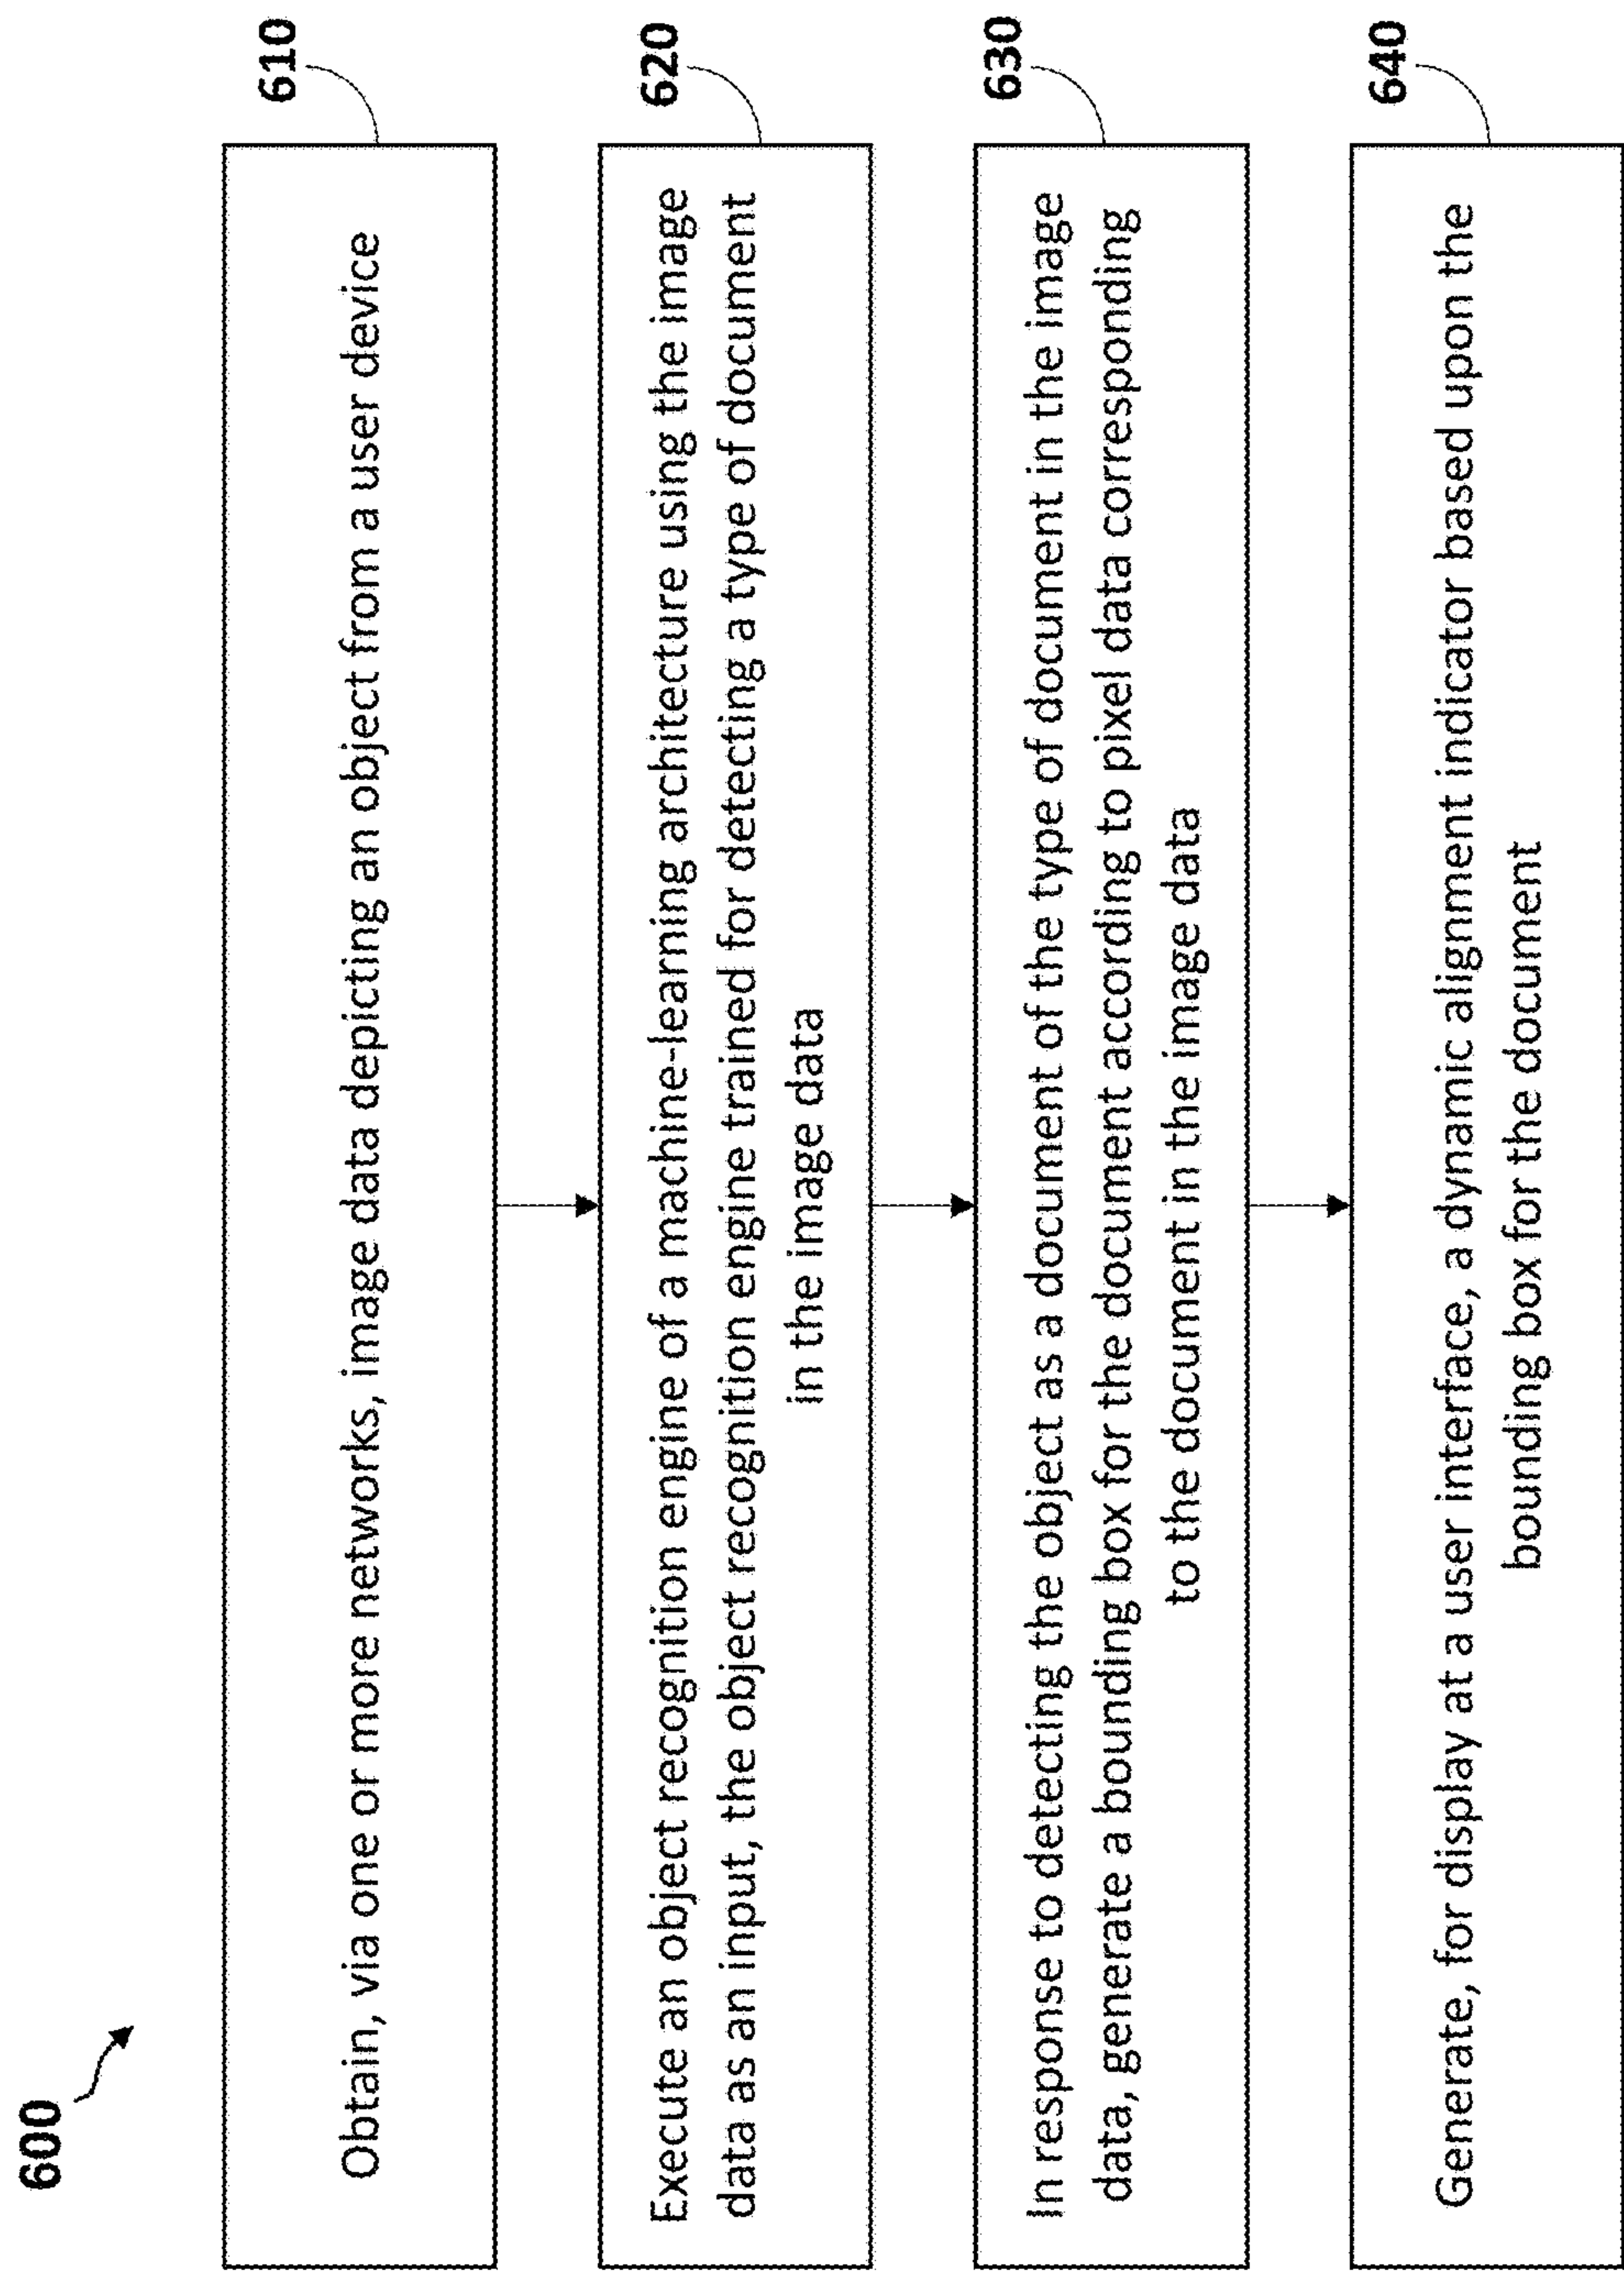 600
610
Obtain, via one or more networks, image data depicting an object from a user device
620
Execute an object recognition engine of a machine-learning architecture using the image
data as an input, the object recognition engine trained for detecting a type of document
in the image data
630
In response to detecting the object as a document of the type of document in the image
data, generate a bounding box for the document according to pixel data corresponding
to the document in the image data
640
Generate, for display at a user interface, a dynamic alignment indicator based upon the
bounding box for the document